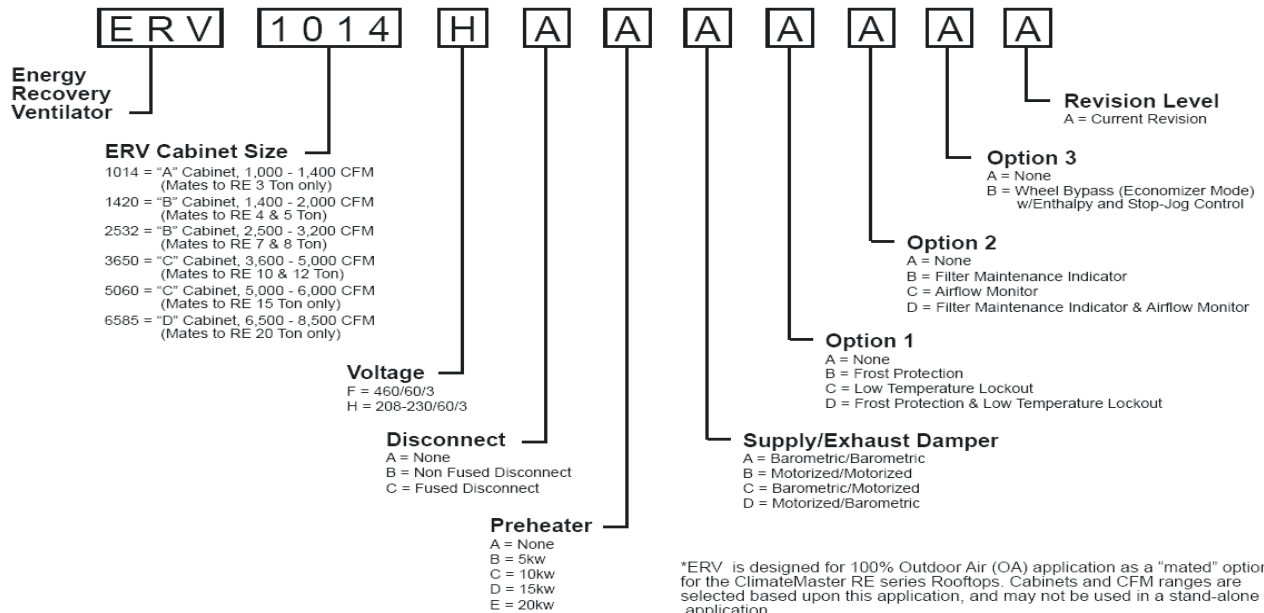 ERV 1014 H A A A A A A A
Energy
Recovery
Ventilator
ERV Cabinet Size
1014 = “A” Cabinet, 1,000 - 1,400 CFM
(Mates to RE 3 Ton only)
1420 = “B” Cabinet, 1,400 - 2,000 CFM
(Mates to RE 4 & 5 Ton)
2532 = “B” Cabinet, 2,500 - 3,200 CFM
(Mates to RE 7 & 8 Ton)
3650 = “C” Cabinet, 3,600 - 5,000 CFM
(Mates to RE 10 & 12 Ton)
5060 = “C” Cabinet, 5,000 - 6,000 CFM
(Mates to RE 15 Ton only)
6585 = “D” Cabinet, 6,500 - 8,500 CFM
(Mates to RE 20 Ton only)
Voltage
F = 460/60/3
H = 208-230/60/3
Disconnect
A = None
B = Non Fused Disconnect
C = Fused Disconnect
Preheater
A = None
B = 5kw
C = 10kw
D = 15kw
E = 20kw
Revision Level
A = Current Revision
Option 3
A = None
B = Wheel Bypass (Economizer Mode)
w/Enthalpy and Stop-Jog Control
Option 2
A = None
B = Filter Maintenance Indicator
C = Airflow Monitor
D = Filter Maintenance Indicator & Airflow Monitor
Option 1
A = None
B = Frost Protection
C = Low Temperature Lockout
D = Frost Protection & Low Temperature Lockout
Supply/Exhaust Damper
A = Barometric/Barometric
B = Motorized/Motorized
C = Barometric/Motorized
D = Motorized/Barometric
*ERV is designed for 100% Outdoor Air (OA) application as a “mated” option
for the ClimateMaster RE series Rooftops. Cabinets and CFM ranges are
selected based upon this application, and may not be used in a stand-alone
application